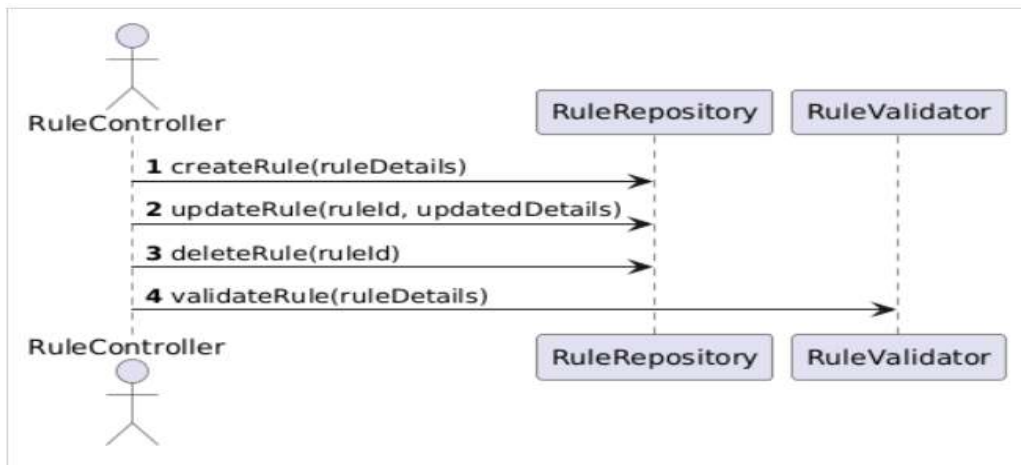 RuleController
RuleRepository
RuleValidator
1 createRule(ruleDetails)
2 updateRule(ruleId, updatedDetails)
3 deleteRule(ruleId)
4 validateRule(ruleDetails)
RuleController
RuleRepository
RuleValidator